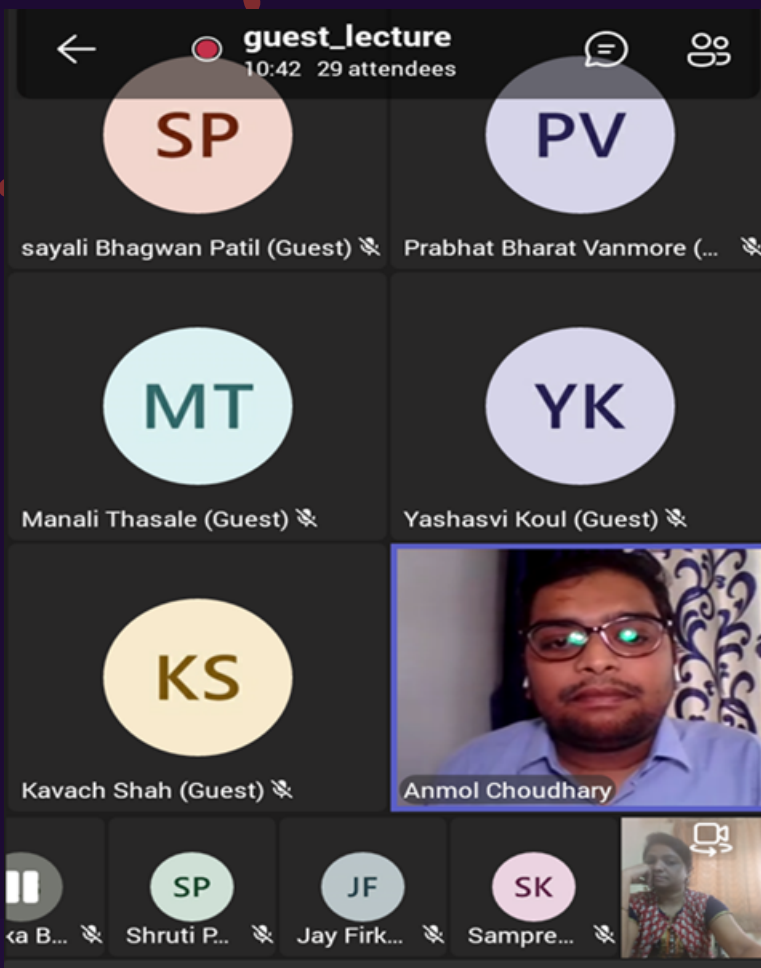 guest_lecture
10:42 29 attendees
SP
PV
sayali Bhagwan Patil (Guest)
Prabhat Bharat Vanmore (...
MT
YK
Manali Thasale (Guest)
Yashasvi Koul (Guest)
KS
Kavach Shah (Guest)
Anmol Choudhary
SP
JF
SK
ka B...
Shruti P...
Jay Firk...
Sampre...